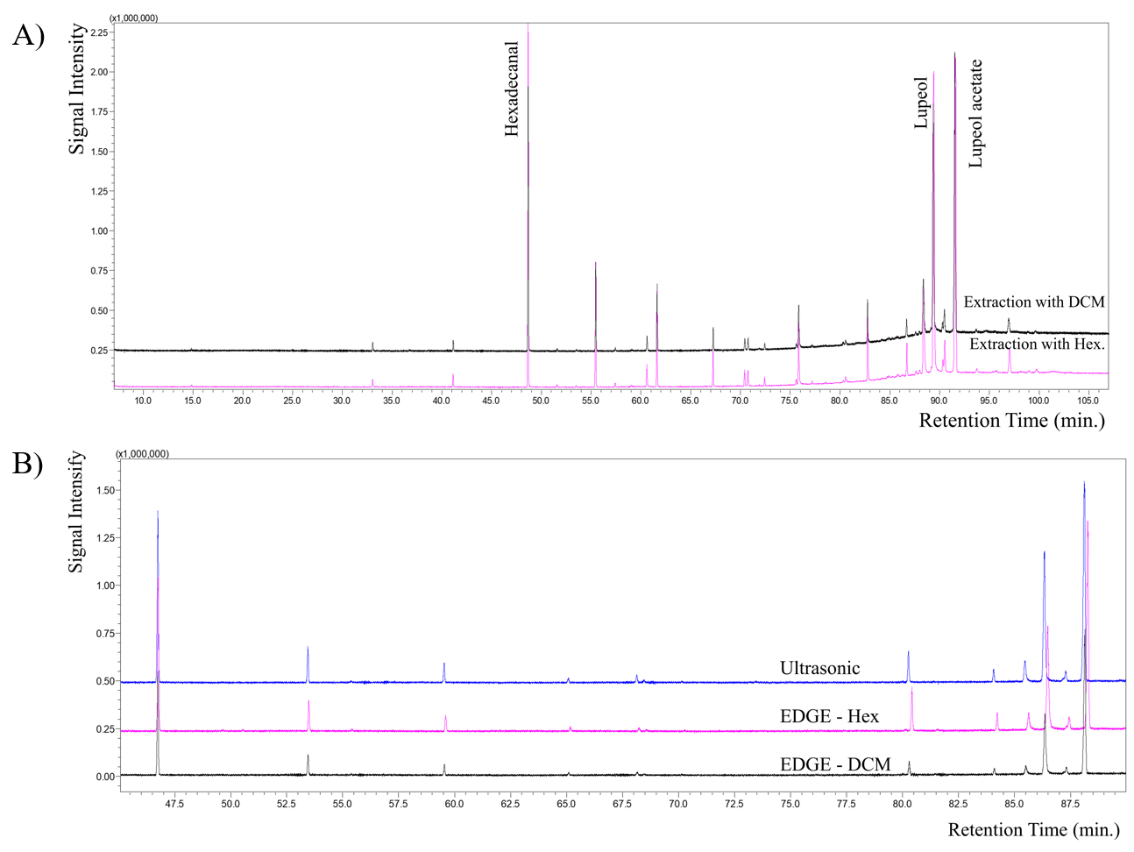 A)
(x1,000,000)
Signal Intensity
2.25
2.00
1.75
1.50
1.25
1.00
0.75
0.50
0.25
Hexadecanal
Lupeol
Lupeol acetate
Extraction with DCM
Extraction with Hex.
10.0 15.0 20.0 25.0 30.0 35.0 40.0 45.0 50.0 55.0 60.0 65.0 70.0 75.0 80.0 85.0 90.0 95.0 100.0 105.0
Retention Time (min.)
B)
(x1,000,000)
Signal Intensify
1.50
1.25
1.00
0.75
0.50
0.25
0.00
Ultrasonic
EDGE - Hex
EDGE - DCM
47.5 50.0 52.5 55.0 57.5 60.0 62.5 65.0 67.5 70.0 72.5 75.0 77.5 80.0 82.5 85.0 87.5
Retention Time (min.)